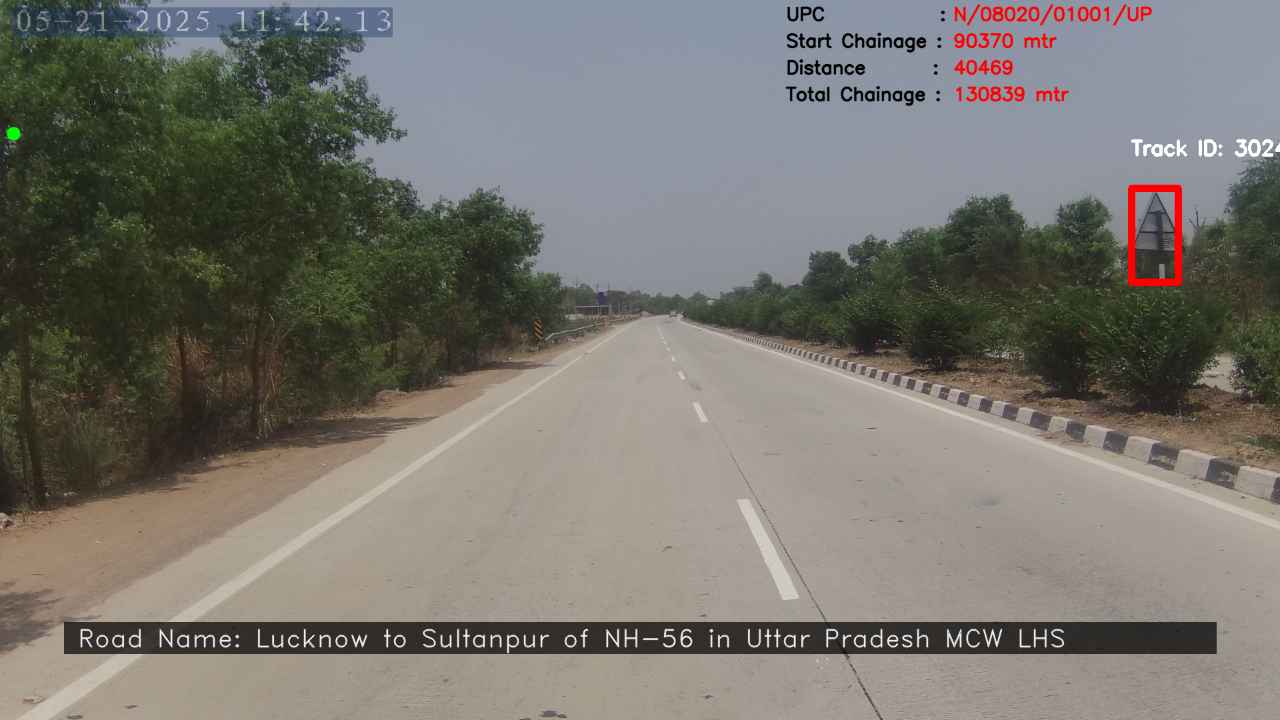 05-21-2025 11:42:13
UPC : N/08020/01001/UP
Start Chainage : 90370 mtr
Distance : 40469
Total Chainage : 130839 mtr
Track ID: 3024
Road Name: Lucknow to Sultanpur of NH-56 in Uttar Pradesh MCW LHS